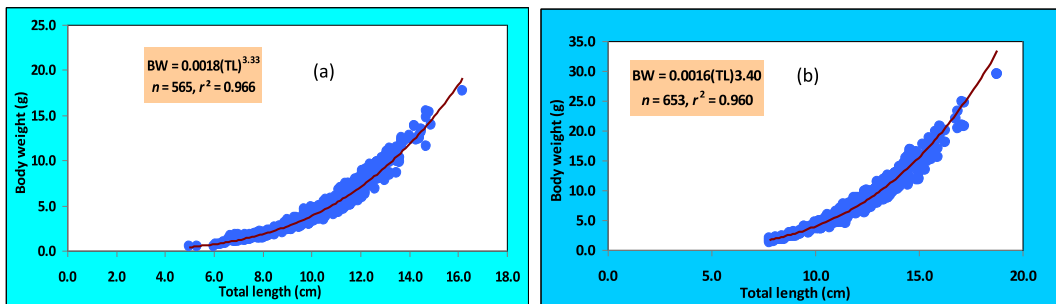 25.0
20.0
15.0
10.0
5.0
0.0
Body weight (g)
BW = 0.0018(TL)^3.33
n = 565, r² = 0.966
(a)
0.0 2.0 4.0 6.0 8.0 10.0 12.0 14.0 16.0 18.0
Total length (cm)
35.0
30.0
25.0
20.0
15.0
10.0
5.0
0.0
Body weight (g)
BW = 0.0016(TL)3.40
n = 653, r² = 0.960
(b)
0.0 5.0 10.0 15.0 20.0
Total length (cm)